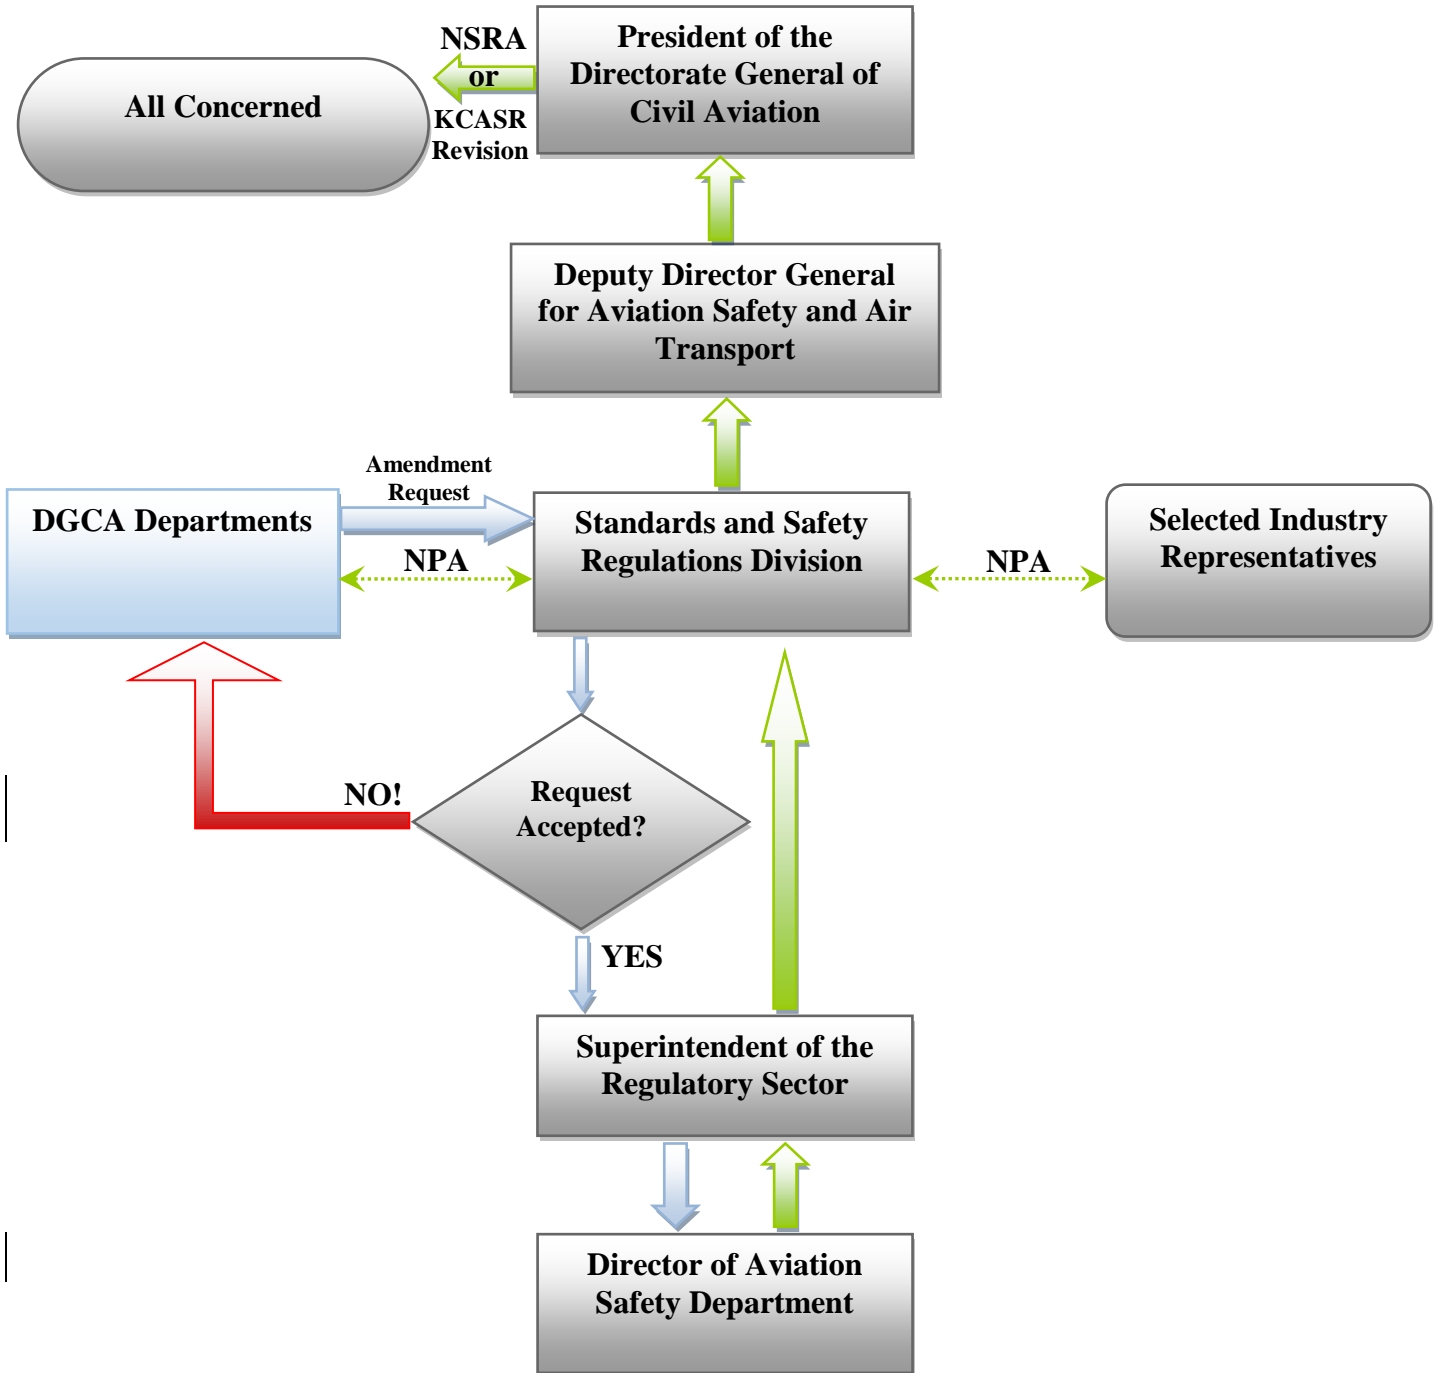 NSRA
or
KCASR
Revision
President of the
Directorate General of
Civil Aviation
All Concerned
Deputy Director General
for Aviation Safety and Air
Transport
Amendment
Request
DGCA Departments
NPA
Standards and Safety
Regulations Division
NPA
Selected Industry
Representatives
NO!
Request
Accepted?
YES
Superintendent of the
Regulatory Sector
Director of Aviation
Safety Department